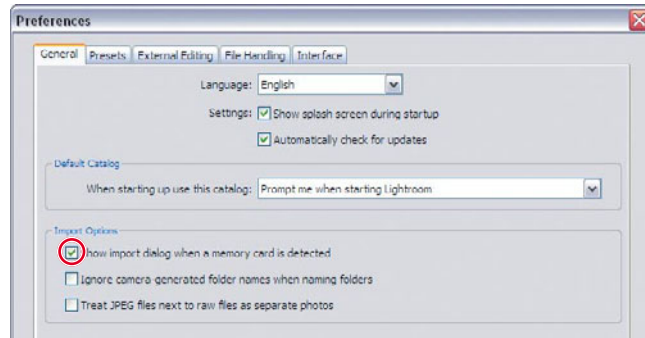 Preferences
General Presets External Editing File Handling Interface
Language: English
Settings: Show splash screen during startup
Automatically check for updates
Default Catalog
When starting up use this catalog: Prompt me when starting Lightroom
Import Options
Show import dialog when a memory card is detected
Ignore camera-generated folder names when naming folders
Treat JPEG files next to raw files as separate photos